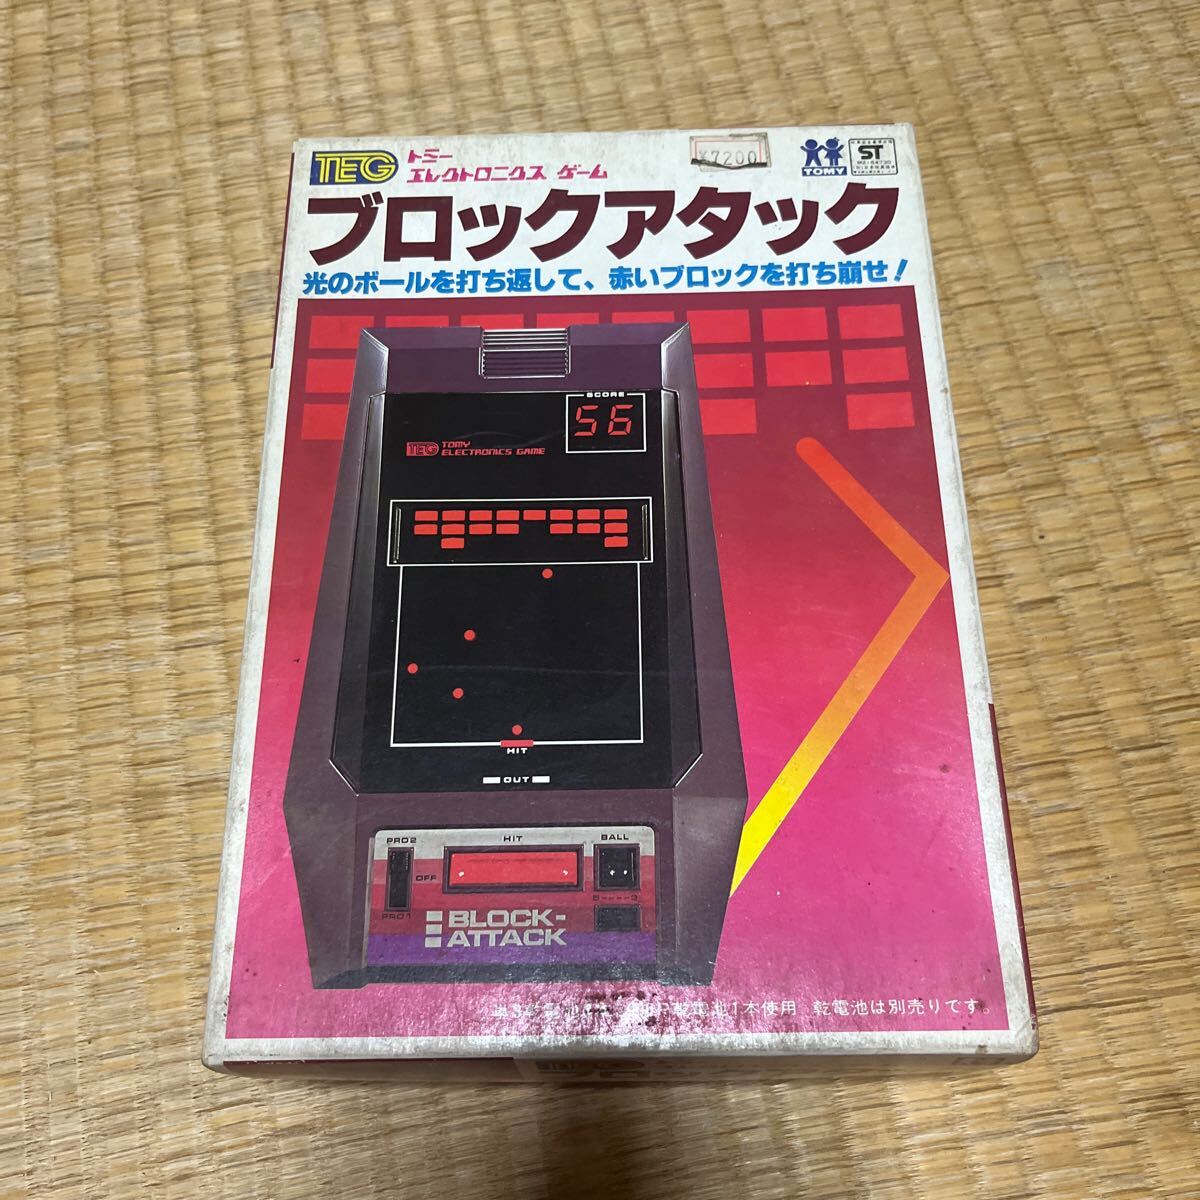 TEG トミー
エレクトロニクス ゲーム
¥7200
TOMY
ST
ブロックアタック
光のボールを打ち返して、赤いブロックを打ち崩せ!
SCORE
56
TEG TOMY
ELECTRONICS GAME
HIT
OUT
PRO2
HIT
BALL
OFF
PRO1
BLOCK-
ATTACK
乾電池1本使用 乾電池は別売りです。